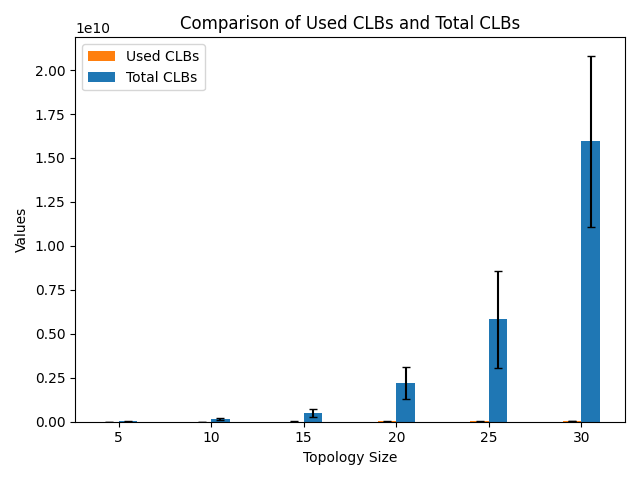 Comparison of Used CLBs and Total CLBs
1e10
Used CLBs
Total CLBs
2.00
1.75
1.50
1.25
1.00
0.75
0.50
0.25
0.00
Values
5 10 15 20 25 30
Topology Size